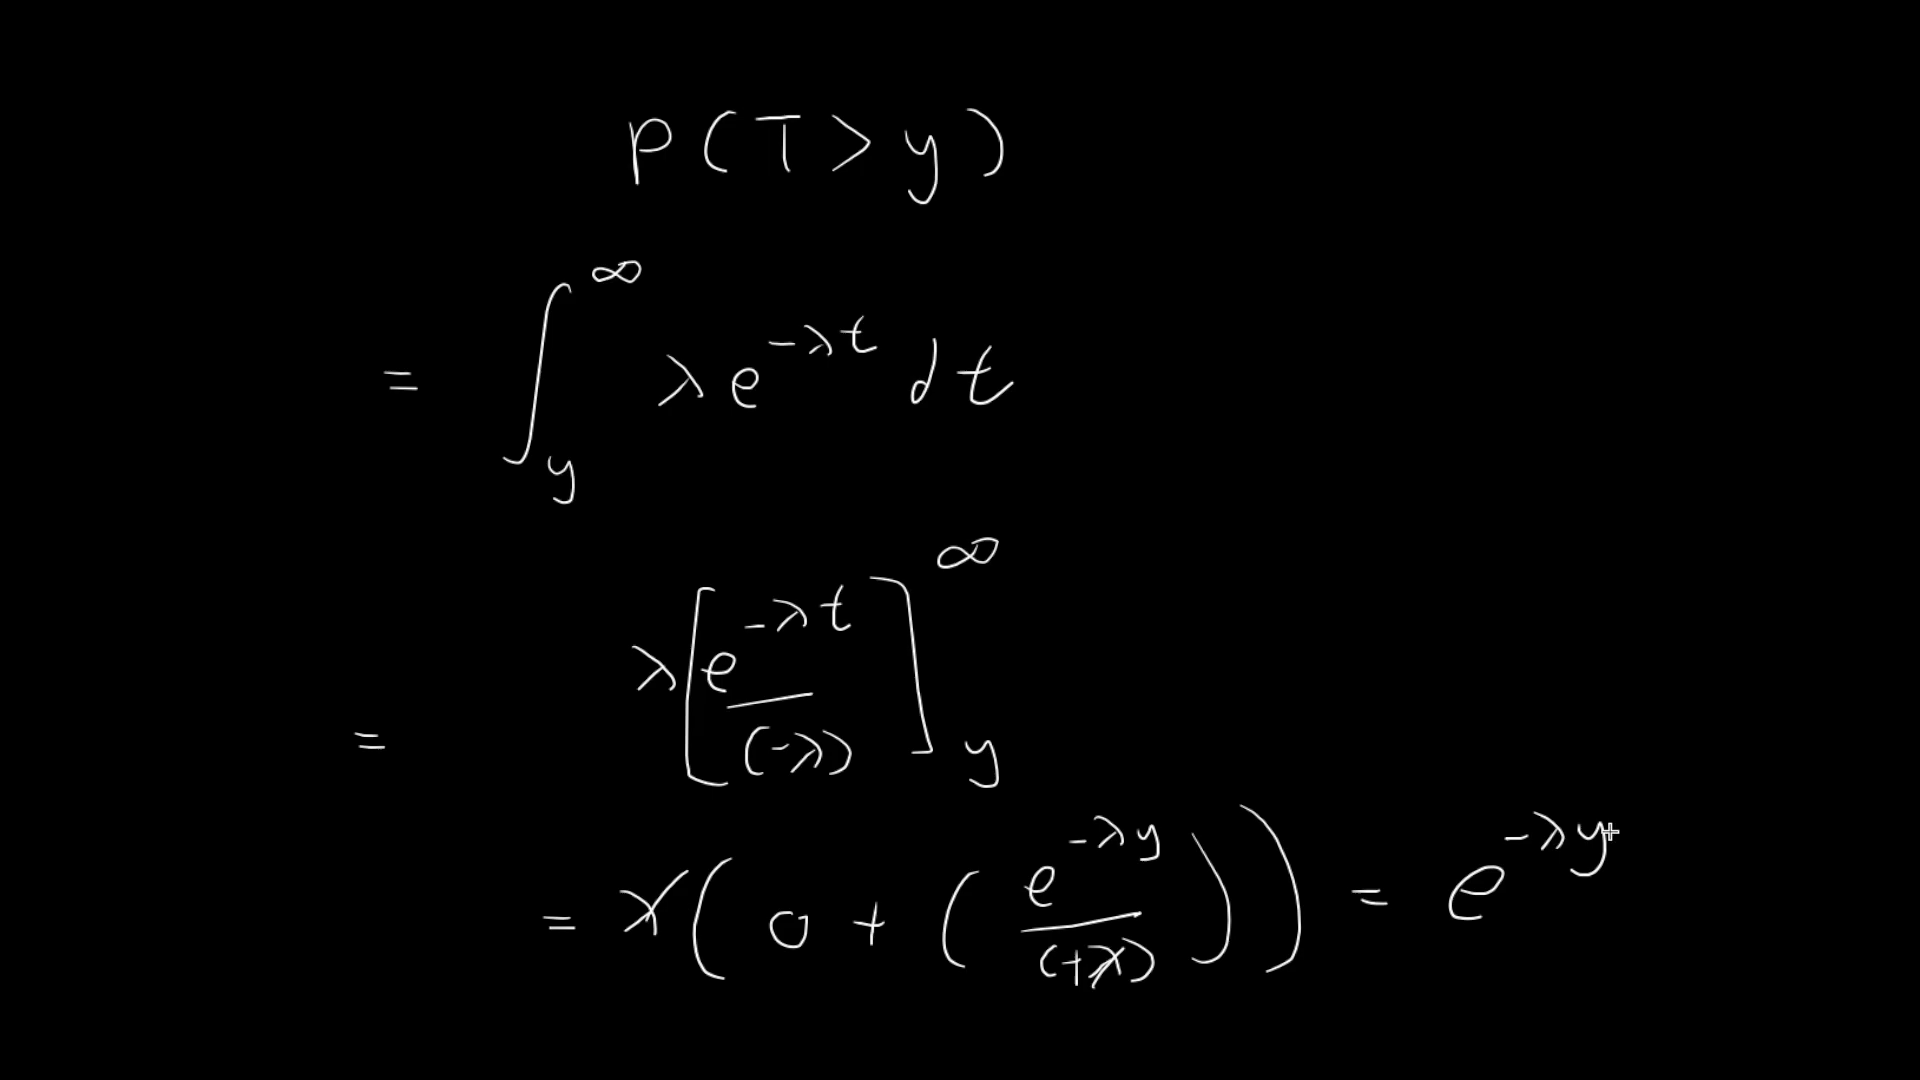 P(T>y)
= ∫_y^∞ λe^{-λt} dt
= λ[e^{-λt}/(-λ)]_y^∞
= λ(0 + (e^{-λy}/(+λ))) = e^{-λy}